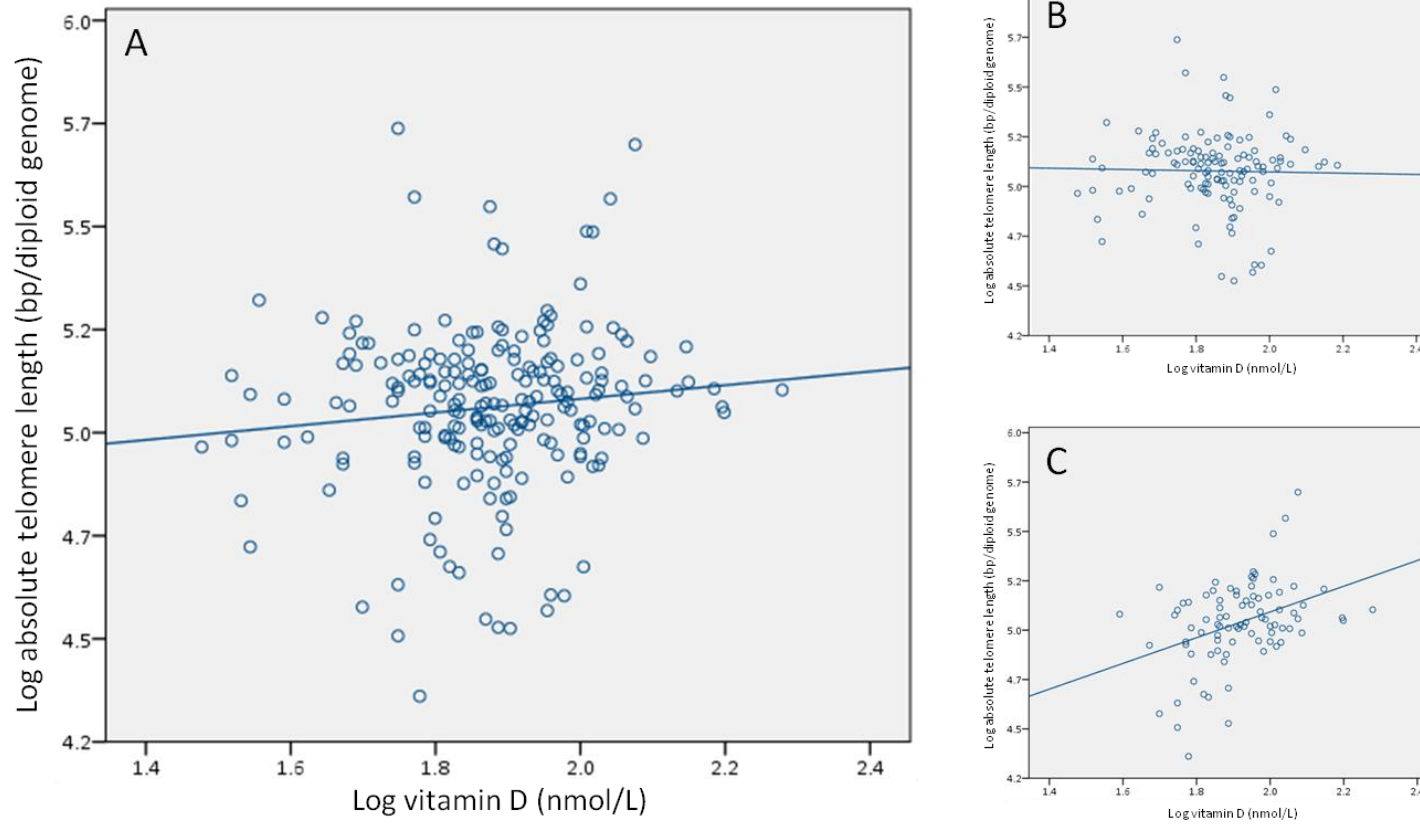 A
Log absolute telomere length (bp/diploid genome)
6.0
5.7
5.5
5.2
5.0
4.7
4.5
4.2
1.4 1.6 1.8 2.0 2.2 2.4
Log vitamin D (nmol/L)
B
Log absolute telomere length (bp/diploid genome)
5.7
5.5
5.2
5.0
4.7
4.5
4.2
1.4 1.6 1.8 2.0 2.2 2.4
Log vitamin D (nmol/L)
C
Log absolute telomere length (bp/diploid genome)
6.0
5.7
5.5
5.2
5.0
4.7
4.5
4.2
1.4 1.6 1.8 2.0 2.2
Log vitamin D (nmol/L)